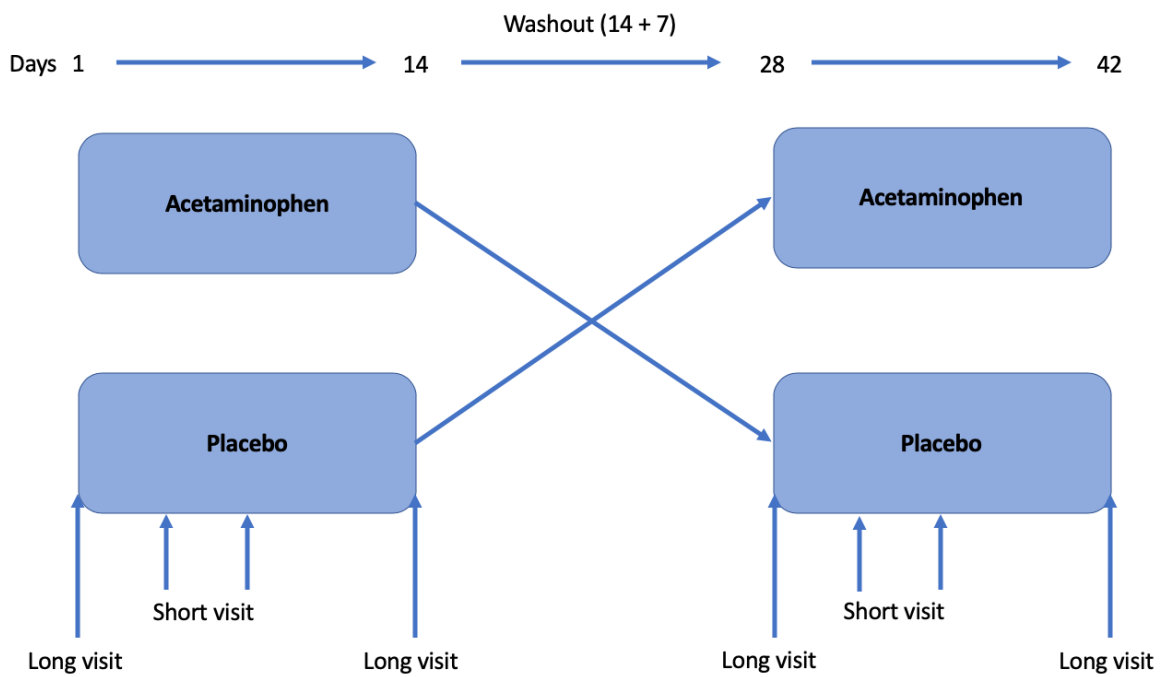 Washout (14 + 7)
Days 1 14 28 42
Acetaminophen Acetaminophen
Placebo Placebo
Short visit Short visit
Long visit Long visit Long visit Long visit